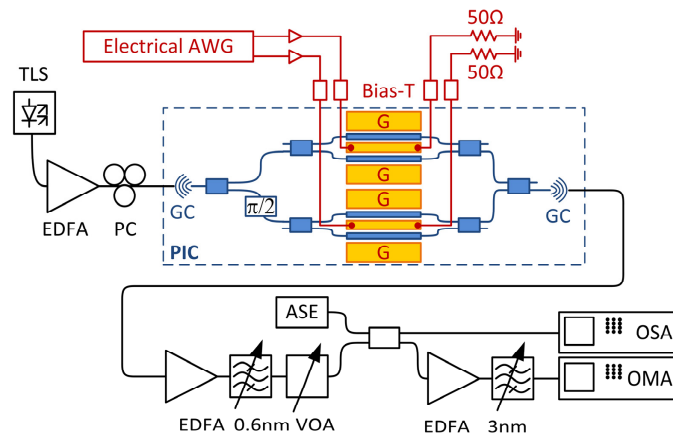 50Ω
Electrical AWG
50Ω
TLS
Bias-T
G
G
π/2
GC
GC
EDFA
PC
G
PIC
G
ASE
OSA
OMA
EDFA 0.6nm VOA
EDFA 3nm